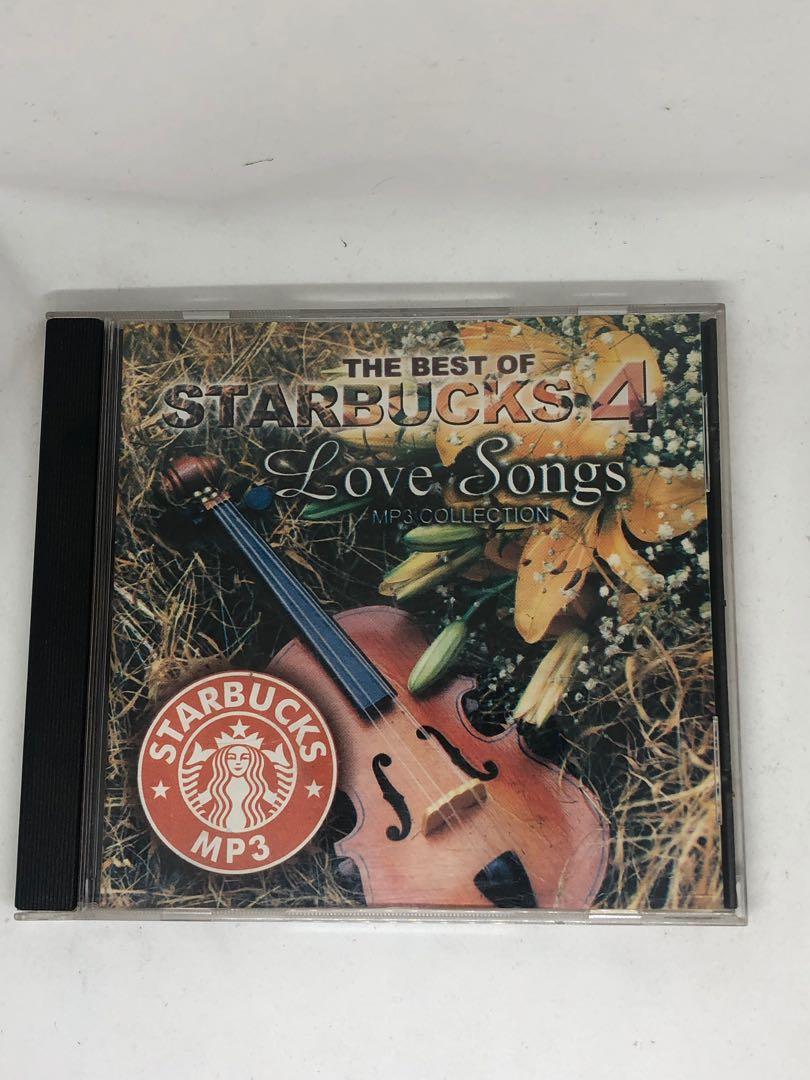 THE BEST OF
STARBUCKS 4
Love Songs
MP3 COLLECTION
STARBUCKS
MP3